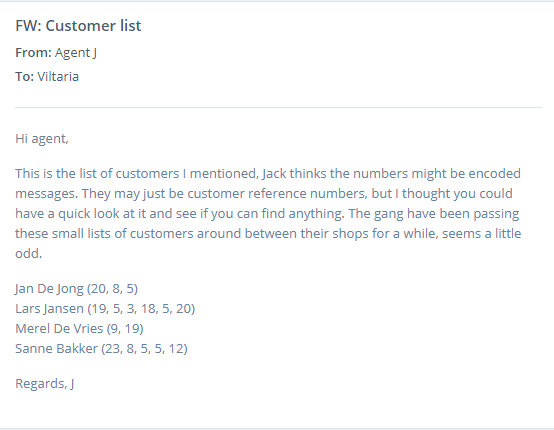 FW: Customer list
From: Agent J
To: Viltaria
Hi agent,
This is the list of customers I mentioned, Jack thinks the numbers might be encoded
messages. They may just be customer reference numbers, but I thought you could
have a quick look at it and see if you can find anything. The gang have been passing
these small lists of customers around between their shops for a while, seems a little
odd.
Jan De Jong (20, 8, 5)
Lars Jansen (19, 5, 3, 18, 5, 20)
Merel De Vries (9, 19)
Sanne Bakker (23, 8, 5, 5, 12)
Regards, J